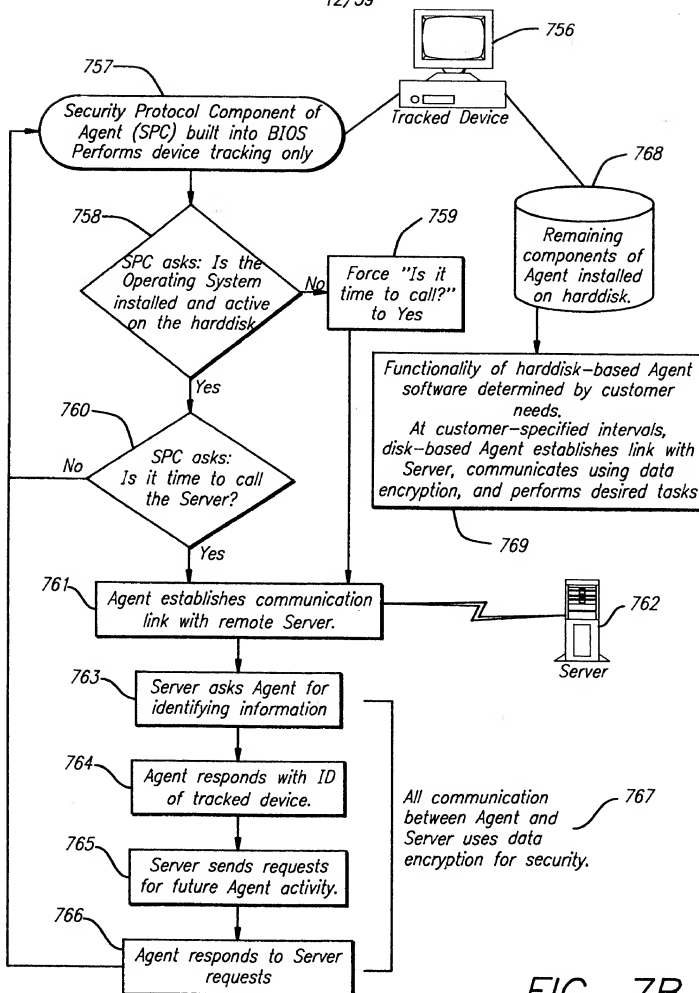 12/39
756
757
Security Protocol Component of
Agent (SPC) built into BIOS
Performs device tracking only
Tracked Device
768
758
759
SPC asks: Is the
Operating System
installed and active
on the harddisk
No
Force "Is it
time to call?"
to Yes
Remaining
components of
Agent installed
on harddisk.
Yes
760
SPC asks:
Is it time to call
the Server?
No
Yes
Functionality of harddisk-based Agent
software determined by customer
needs.
At customer-specified intervals,
disk-based Agent establishes link with
Server, communicates using data
encryption, and performs desired tasks
769
761
Agent establishes communication
link with remote Server.
762
Server
763
Server asks Agent for
identifying information
764
Agent responds with ID
of tracked device.
All communication
between Agent and
Server uses data
encryption for security.
767
765
Server sends requests
for future Agent activity.
766
Agent responds to Server
requests
FIG. 7B